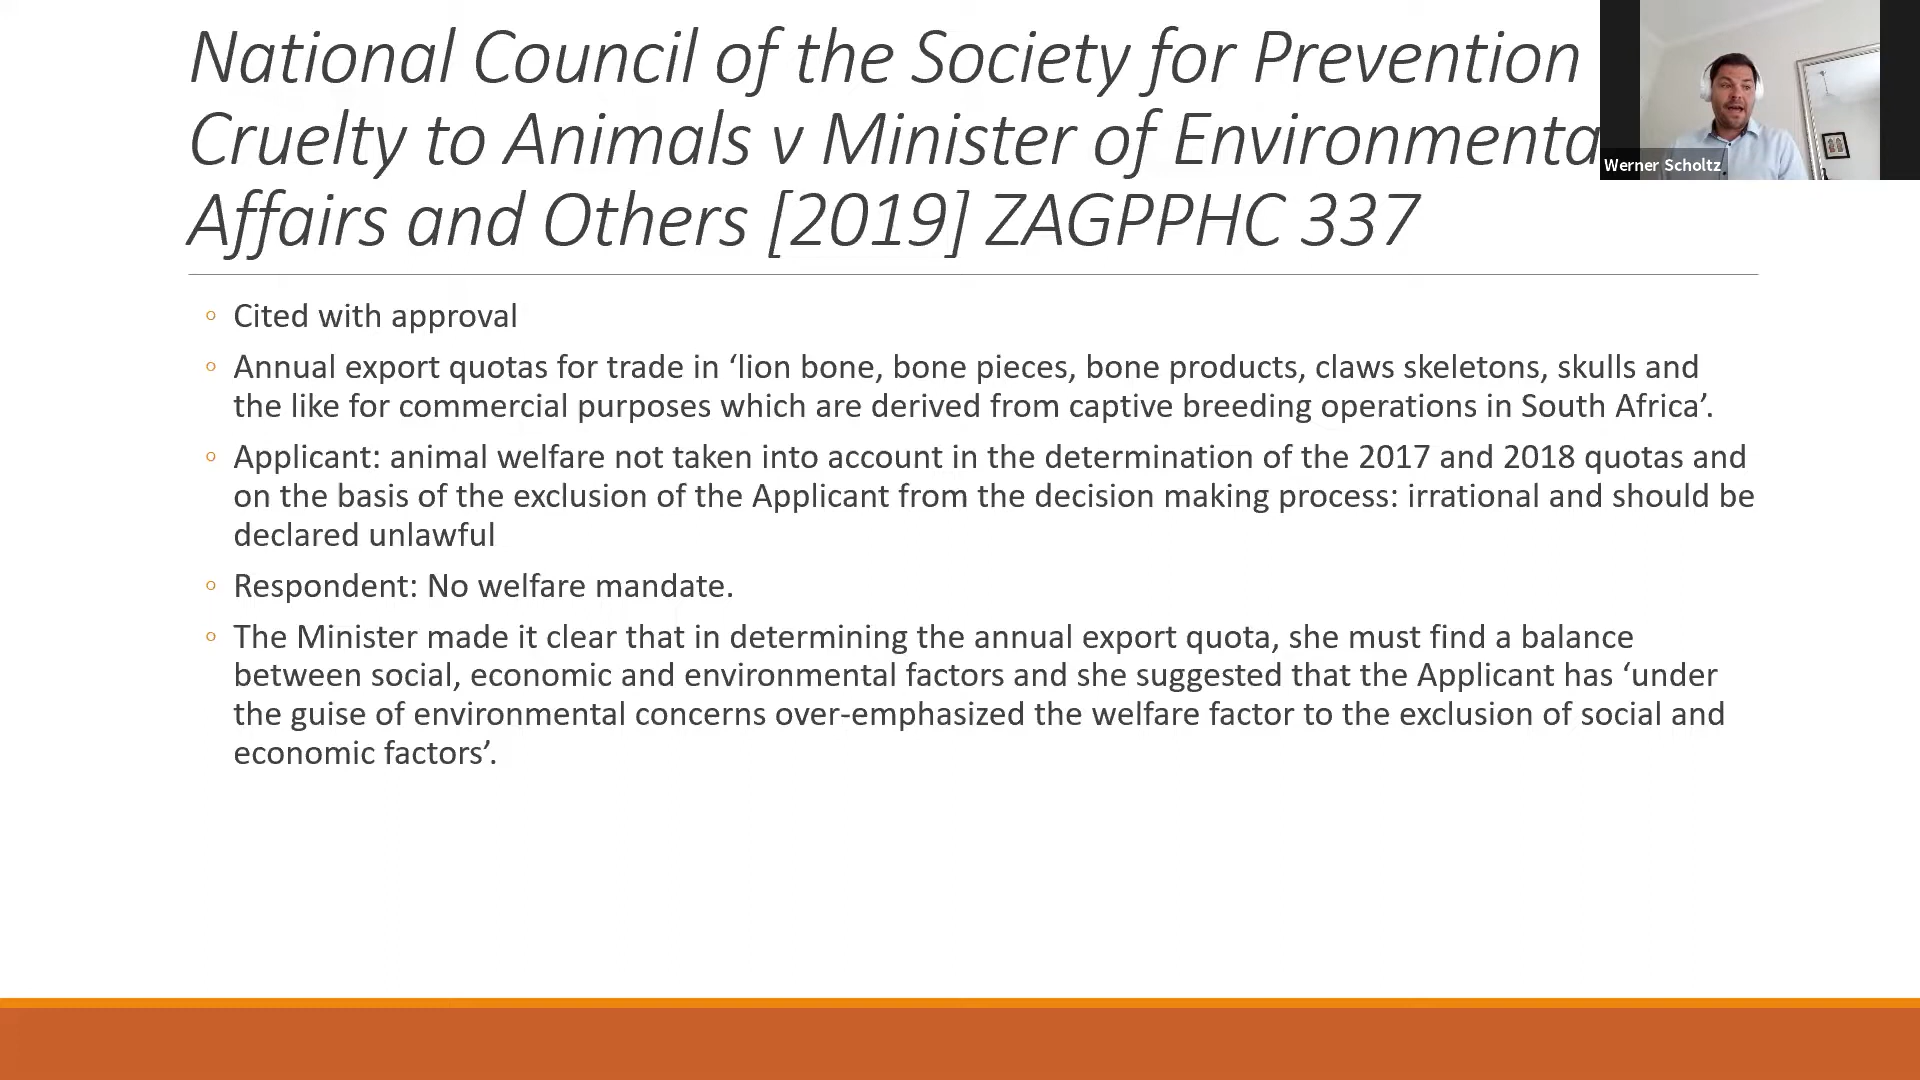 National Council of the Society for Prevention
Cruelty to Animals v Minister of Environmenta
Affairs and Others [2019] ZAGPPHC 337
Werner Scholtz
◦ Cited with approval
◦ Annual export quotas for trade in ‘lion bone, bone pieces, bone products, claws skeletons, skulls and
the like for commercial purposes which are derived from captive breeding operations in South Africa’.
◦ Applicant: animal welfare not taken into account in the determination of the 2017 and 2018 quotas and
on the basis of the exclusion of the Applicant from the decision making process: irrational and should be
declared unlawful
◦ Respondent: No welfare mandate.
◦ The Minister made it clear that in determining the annual export quota, she must find a balance
between social, economic and environmental factors and she suggested that the Applicant has ‘under
the guise of environmental concerns over-emphasized the welfare factor to the exclusion of social and
economic factors’.